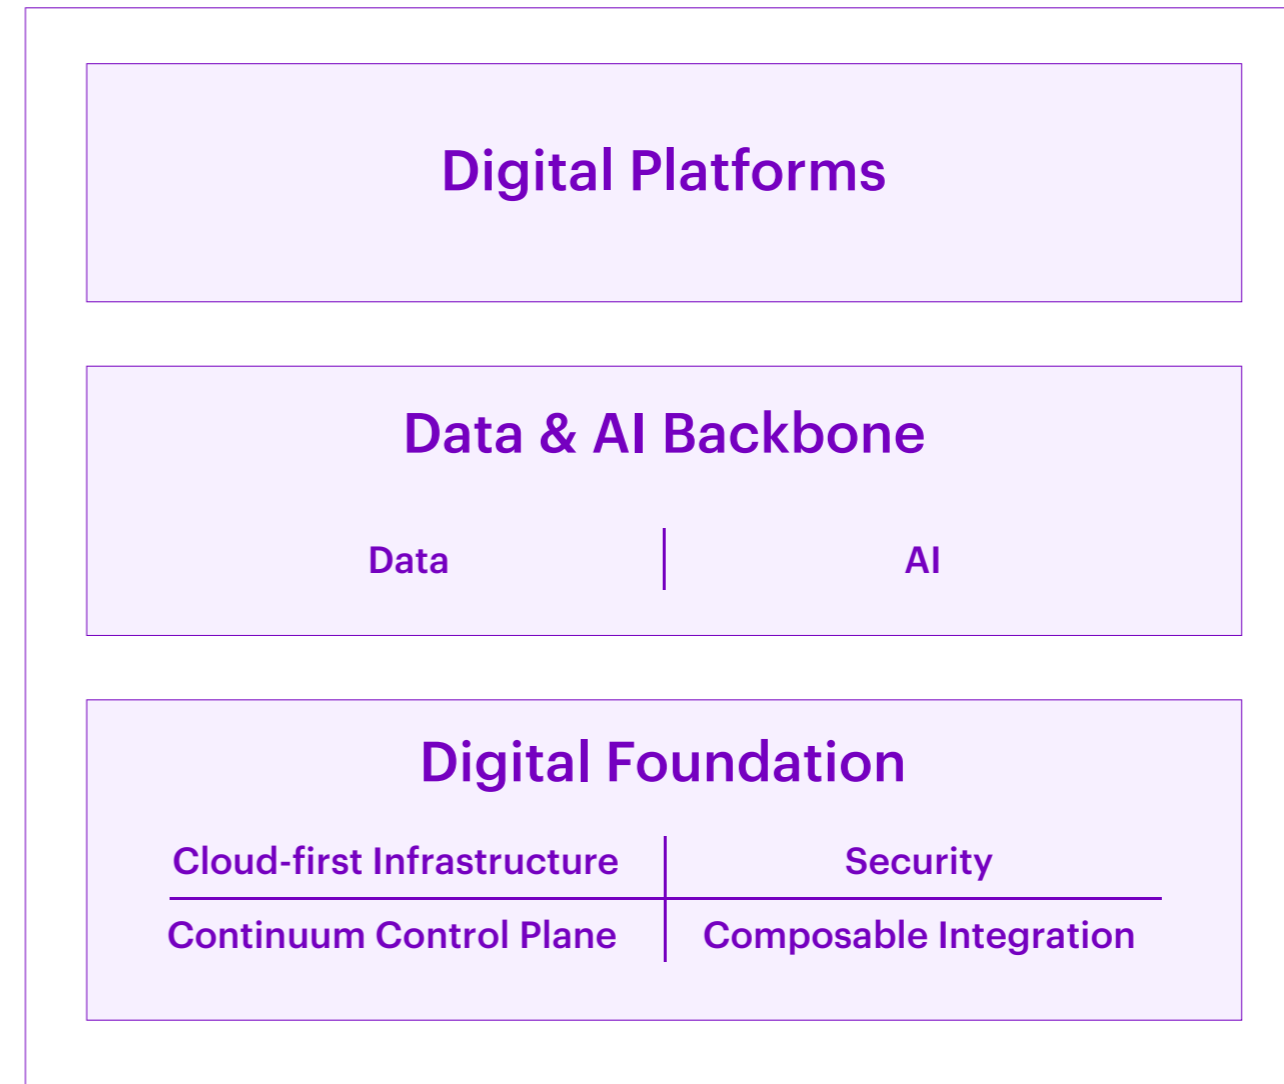 Digital Platforms
Data & AI Backbone
Data
AI
Digital Foundation
Cloud-first Infrastructure
Security
Continuum Control Plane
Composable Integration